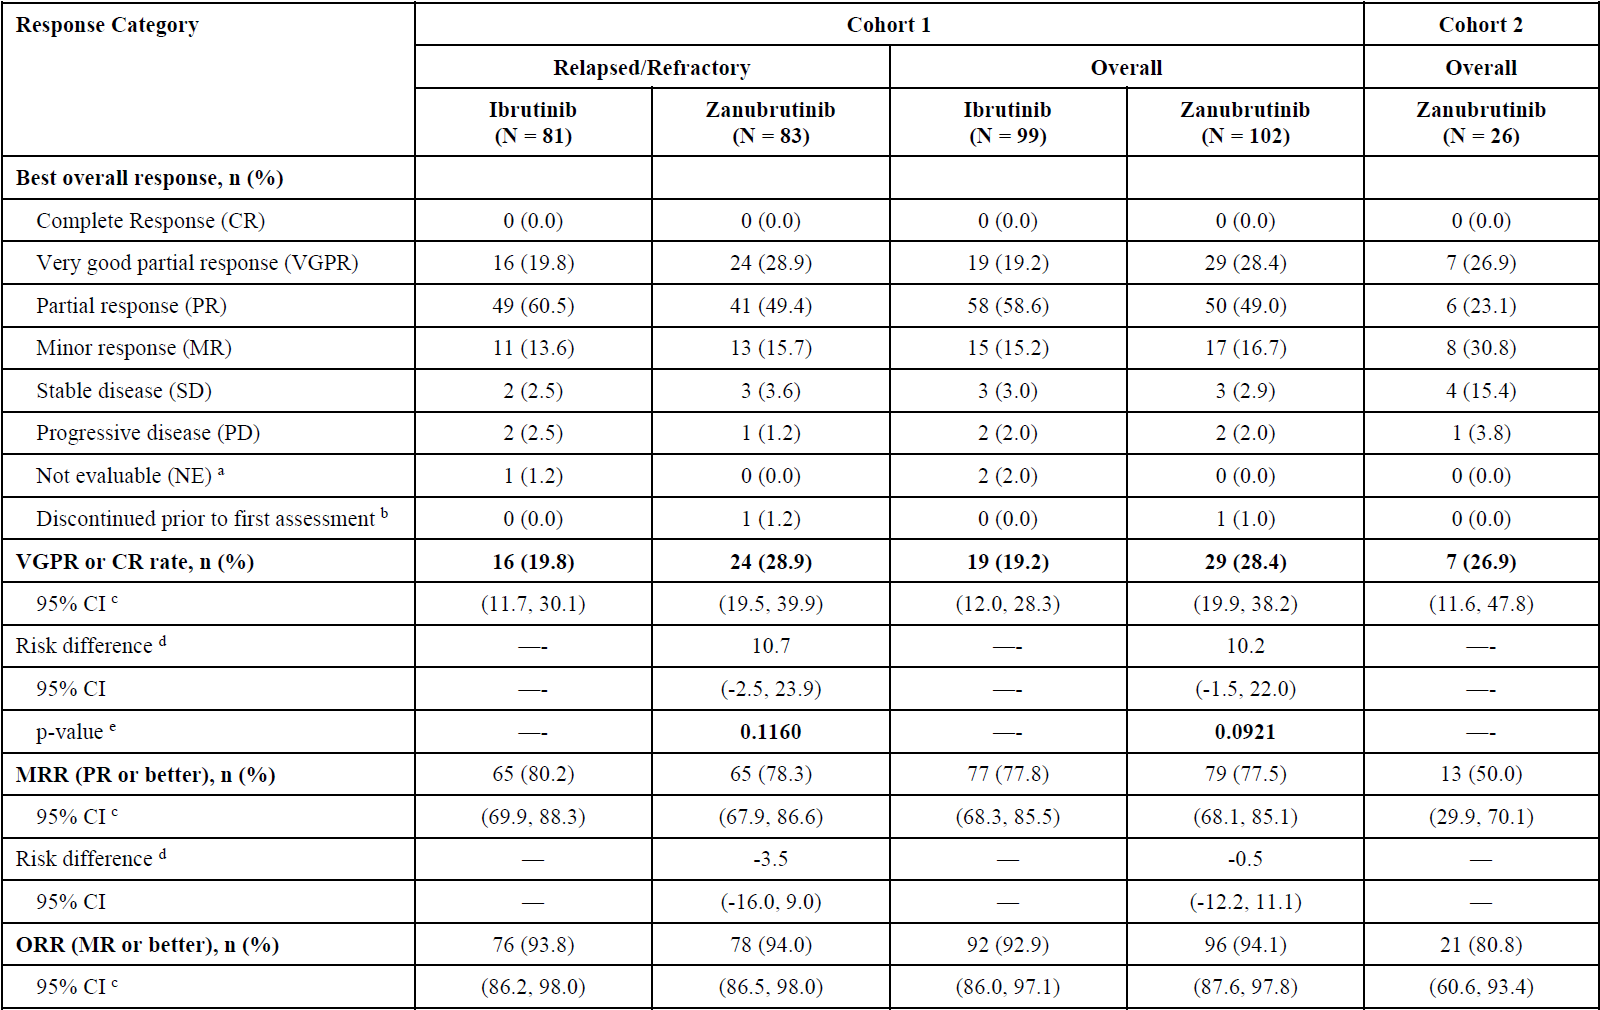 Response Category Cohort 1 Cohort 2
Relapsed/Refractory Overall Overall
Ibrutinib Zanubrutinib Ibrutinib Zanubrutinib Zanubrutinib
(N = 81) (N = 83) (N = 99) (N = 102) (N = 26)
Best overall response, n (%)
Complete Response (CR) 0 (0.0) 0 (0.0) 0 (0.0) 0 (0.0) 0 (0.0)
Very good partial response (VGPR) 16 (19.8) 24 (28.9) 19 (19.2) 29 (28.4) 7 (26.9)
Partial response (PR) 49 (60.5) 41 (49.4) 58 (58.6) 50 (49.0) 6 (23.1)
Minor response (MR) 11 (13.6) 13 (15.7) 15 (15.2) 17 (16.7) 8 (30.8)
Stable disease (SD) 2 (2.5) 3 (3.6) 3 (3.0) 3 (2.9) 4 (15.4)
Progressive disease (PD) 2 (2.5) 1 (1.2) 2 (2.0) 2 (2.0) 1 (3.8)
Not evaluable (NE) a 1 (1.2) 0 (0.0) 2 (2.0) 0 (0.0) 0 (0.0)
Discontinued prior to first assessment b 0 (0.0) 1 (1.2) 0 (0.0) 1 (1.0) 0 (0.0)
VGPR or CR rate, n (%) 16 (19.8) 24 (28.9) 19 (19.2) 29 (28.4) 7 (26.9)
95% CI c (11.7, 30.1) (19.5, 39.9) (12.0, 28.3) (19.9, 38.2) (11.6, 47.8)
Risk difference d —- 10.7 —- 10.2 —-
95% CI —- (-2.5, 23.9) —- (-1.5, 22.0) —-
p-value e —- 0.1160 —- 0.0921 —-
MRR (PR or better), n (%) 65 (80.2) 65 (78.3) 77 (77.8) 79 (77.5) 13 (50.0)
95% CI c (69.9, 88.3) (67.9, 86.6) (68.3, 85.5) (68.1, 85.1) (29.9, 70.1)
Risk difference d — -3.5 — -0.5 —
95% CI — (-16.0, 9.0) — (-12.2, 11.1) —
ORR (MR or better), n (%) 76 (93.8) 78 (94.0) 92 (92.9) 96 (94.1) 21 (80.8)
95% CI c (86.2, 98.0) (86.5, 98.0) (86.0, 97.1) (87.6, 97.8) (60.6, 93.4)